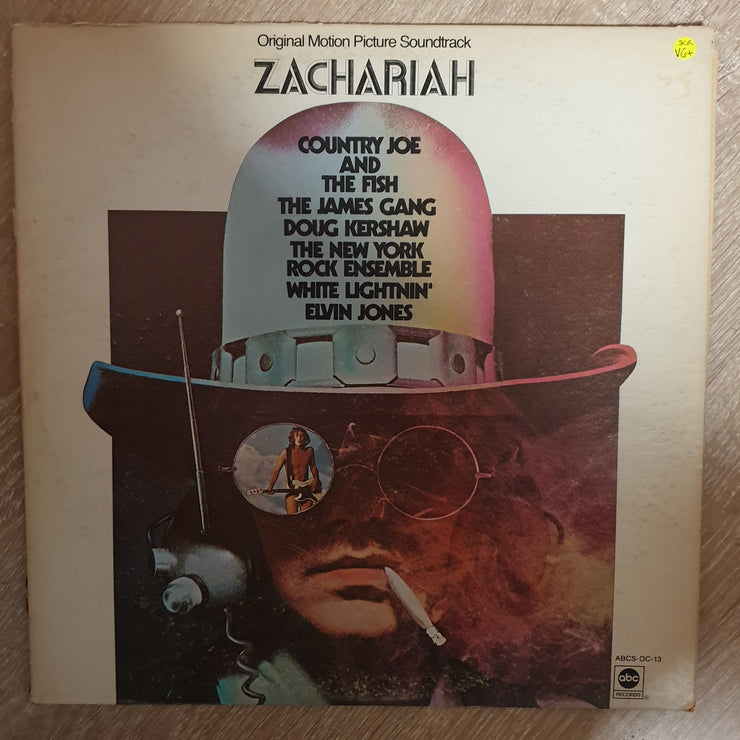 Original Motion Picture Soundtrack
SCR
VG+
ZACHARIAH
COUNTRY JOE
AND
THE FISH
THE JAMES GANG
DOUG KERSHAW
THE NEW YORK
ROCK ENSEMBLE
WHITE LIGHTNIN'
ELVIN JONES
ABCS-OC-13
abc
RECORDS
®